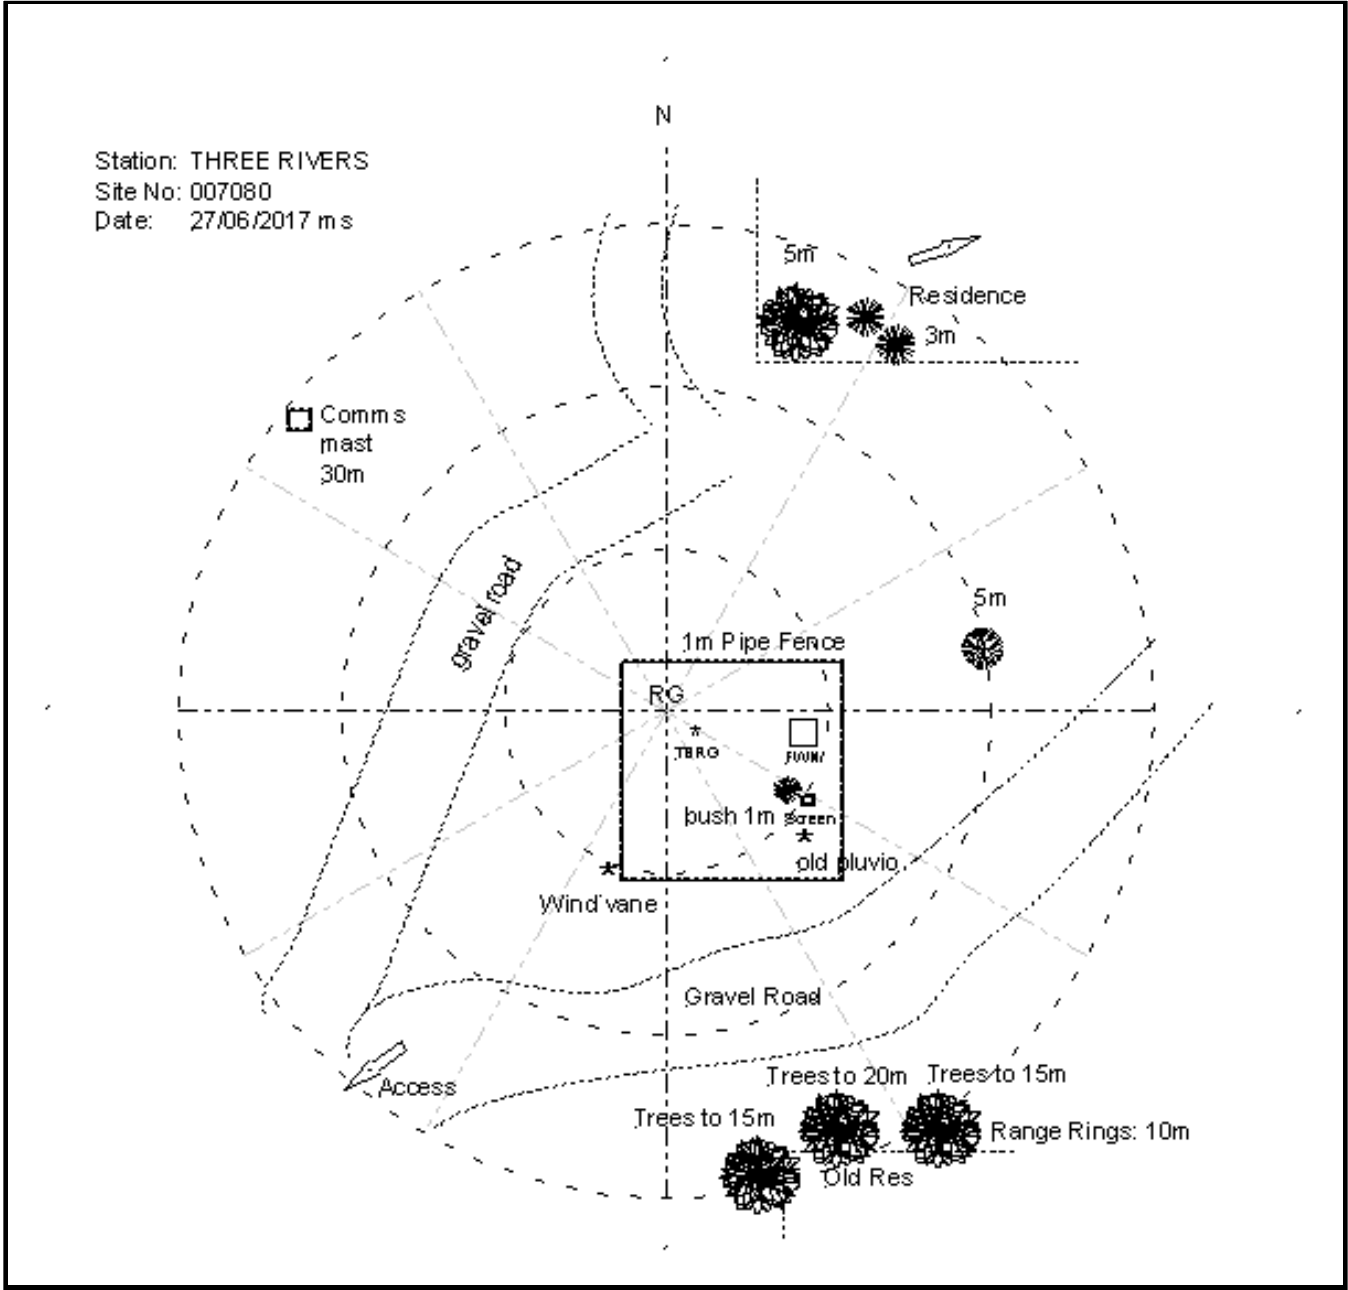 N
Station: THREE RIVERS
Site No: 007080
Date: 27/06/2017 ms
5m
Residence
3m
Comms
mast
30m
gravel road
5m
1m Pipe Fence
RG
TBRG
bush 1m
Screen
old pluvio
Wind vane
Gravel Road
Access
Trees to 20m
Trees to 15m
Trees to 15m
Range Rings: 10m
Old Res